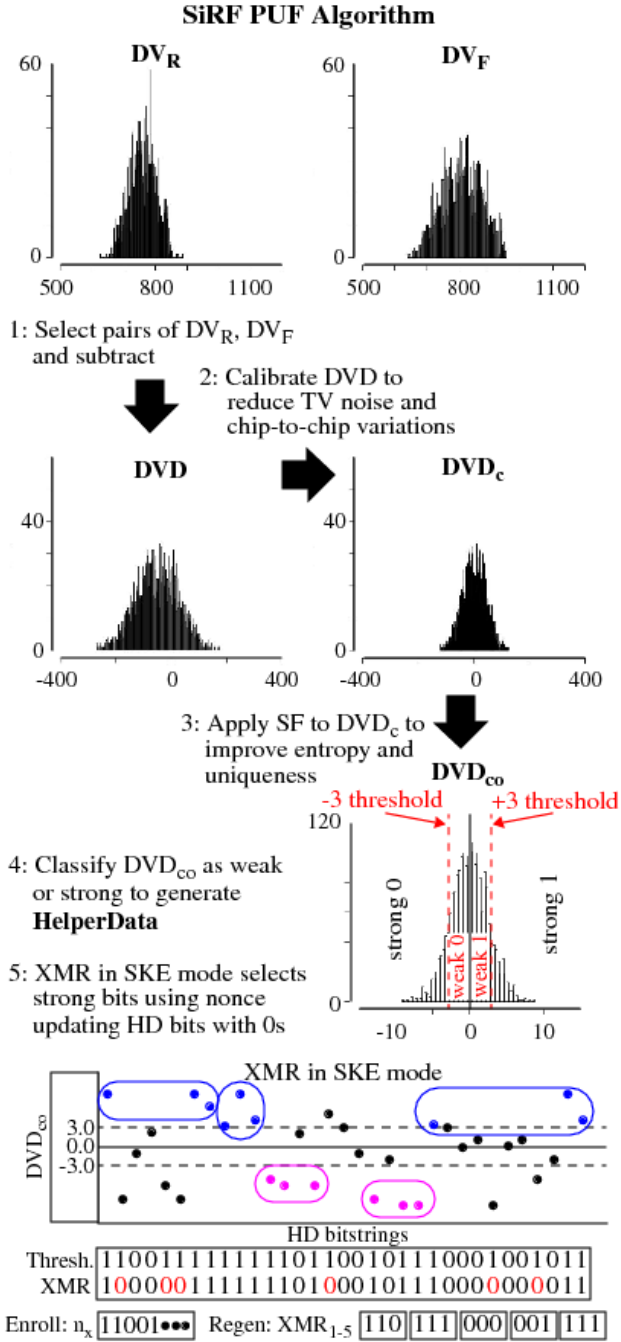 SiRF PUF Algorithm
DV_R
DV_F
60
60
0
0
500 800 1100
500 800 1100
1: Select pairs of DV_R, DV_F
and subtract
2: Calibrate DVD to
reduce TV noise and
chip-to-chip variations
DVD
DVD_c
40
40
0
0
-400 0 400
-400 0 400
3: Apply SF to DVD_c to
improve entropy and
uniqueness
DVD_co
-3 threshold
+3 threshold
120
strong 0
weak 0
weak 1
strong 1
0
-10 0 10
4: Classify DVD_co as weak
or strong to generate
HelperData
5: XMR in SKE mode selects
strong bits using nonce
updating HD bits with 0s
XMR in SKE mode
DVD_co
3.0
0.0
-3.0
HD bitstrings
Thresh. 110011111111101100101110001001011
XMR 100000111111101000101110000000011
Enroll: n_x 11001●●●
Regen: XMR_1-5 110 111 000 001 111